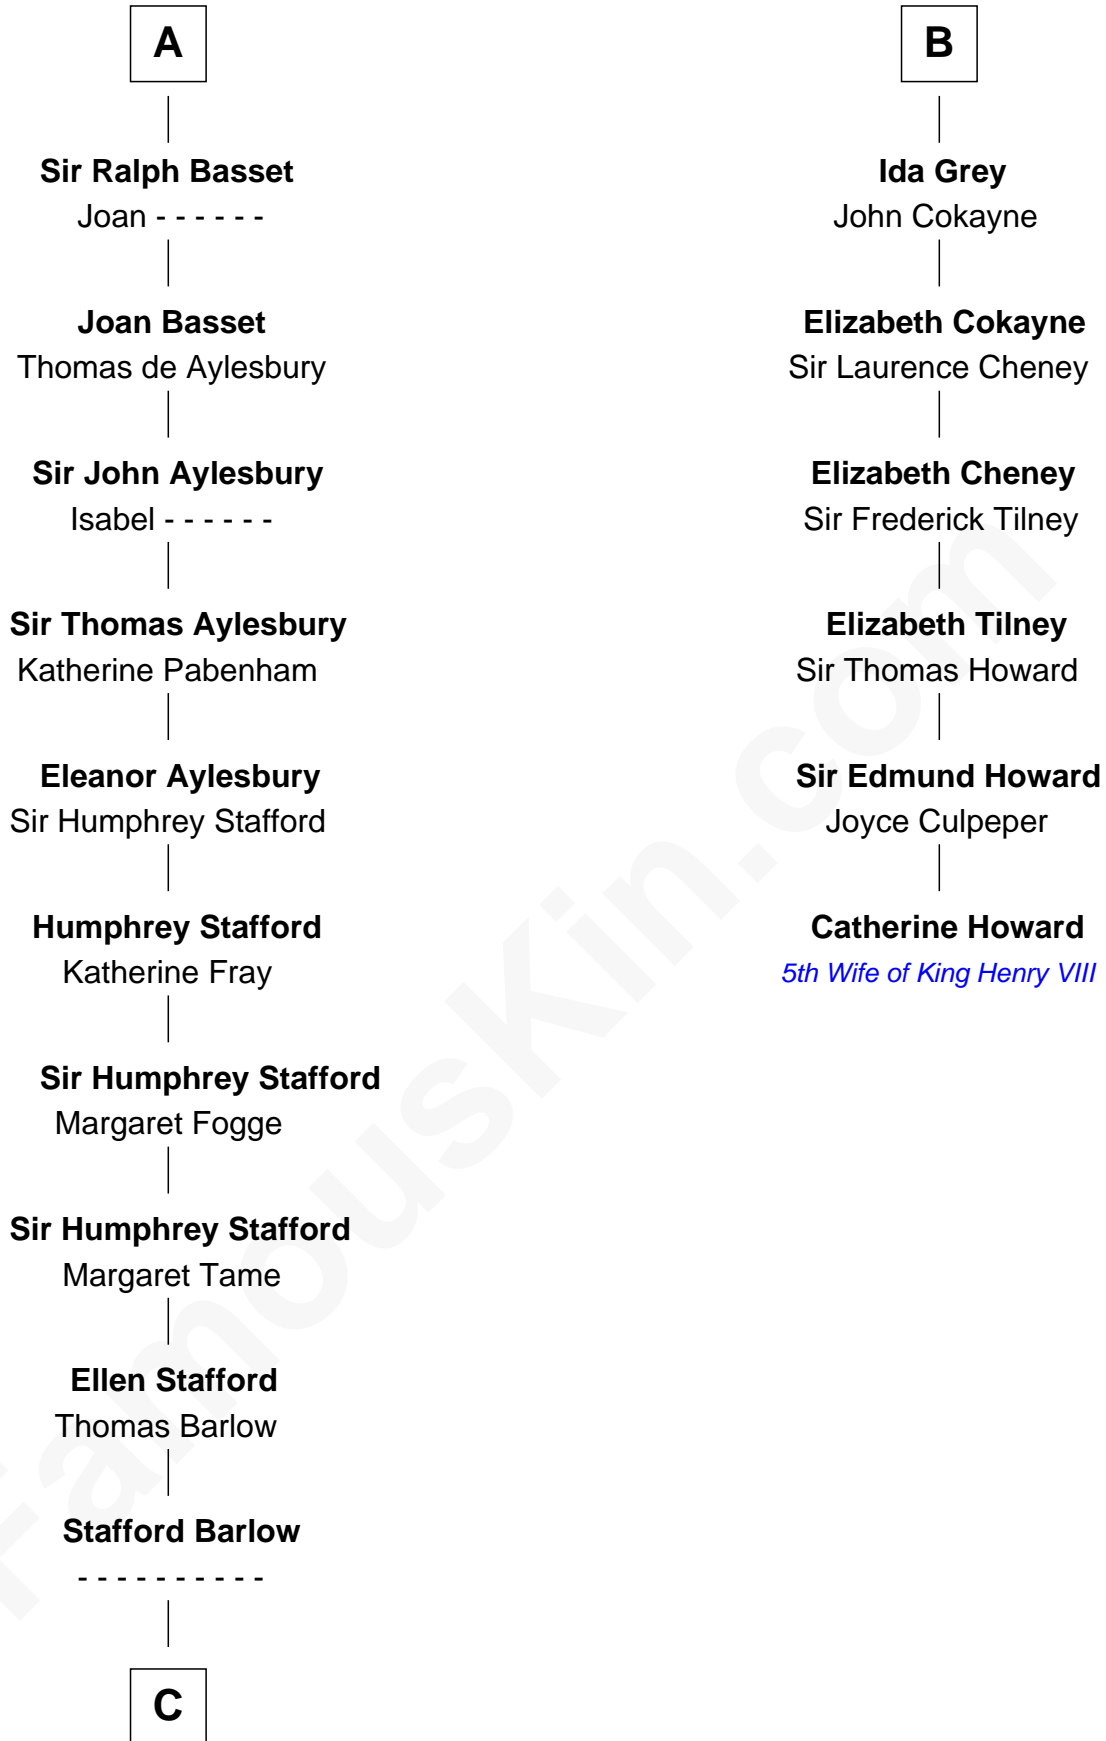 A
Sir Ralph Basset
Joan - - - - - -
Joan Basset
Thomas de Aylesbury
Sir John Aylesbury
Isabel - - - - - -
Sir Thomas Aylesbury
Katherine Pabenham
Eleanor Aylesbury
Sir Humphrey Stafford
Humphrey Stafford
Katherine Fray
Sir Humphrey Stafford
Margaret Fogge
Sir Humphrey Stafford
Margaret Tame
Ellen Stafford
Thomas Barlow
Stafford Barlow
- - - - - - - - - -
C
B
Ida Grey
John Cokayne
Elizabeth Cokayne
Sir Laurence Cheney
Elizabeth Cheney
Sir Frederick Tilney
Elizabeth Tilney
Sir Thomas Howard
Sir Edmund Howard
Joyce Culpeper
Catherine Howard
5th Wife of King Henry VIII
FamousKin.com